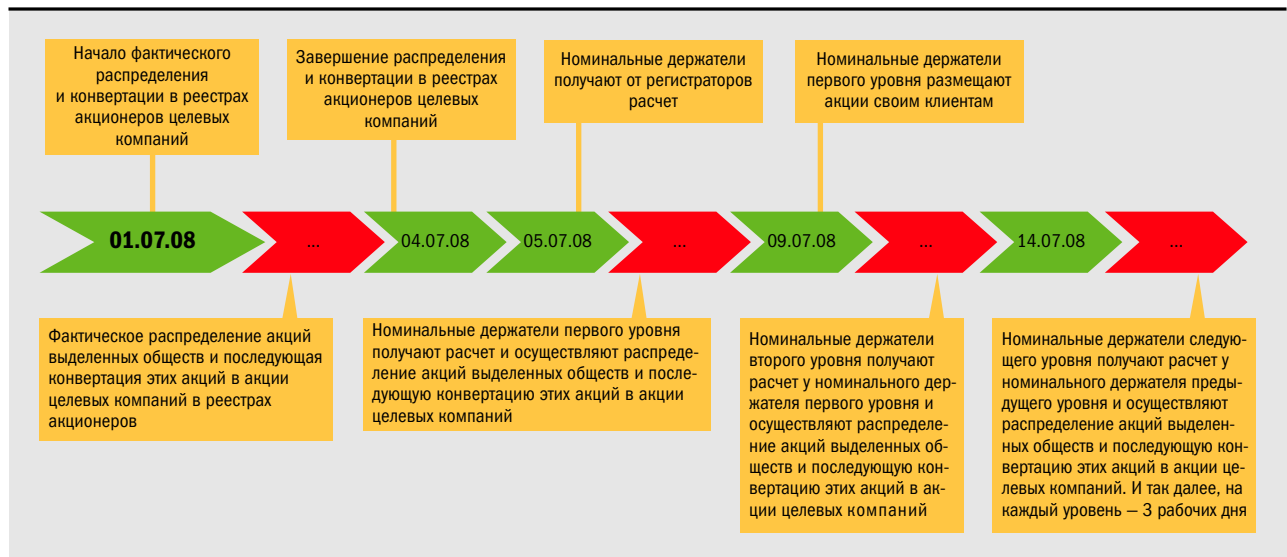 Начало фактического
распределения
и конвертации в реестрах
акционеров целевых
компаний
Завершение распределения
и конвертации в реестрах
акционеров целевых
компаний
Номинальные держатели
получают от регистраторов
расчет
Номинальные держатели
первого уровня размещают
акции своим клиентам
01.07.08
...
04.07.08
05.07.08
...
09.07.08
...
14.07.08
...
Фактическое распределение акций
выделенных обществ и последующая
конвертация этих акций в акции
целевых компаний в реестрах
акционеров
Номинальные держатели первого уровня
получают расчет и осуществляют распреде-
ление акций выделенных обществ и после-
дующую конвертацию этих акций в акции
целевых компаний
Номинальные держатели
второго уровня получают
расчет у номинального дер-
жателя первого уровня и
осуществляют распределе-
ние акций выделенных об-
ществ и последующую кон-
вертацию этих акций в ак-
ции целевых компаний
Номинальные держатели следую-
щего уровня получают расчет у
номинального держателя преды-
дущего уровня и осуществляют
распределение акций выделен-
ных обществ и последующую кон-
вертацию этих акций в акции це-
левых компаний. И так далее, на
каждый уровень — 3 рабочих дня